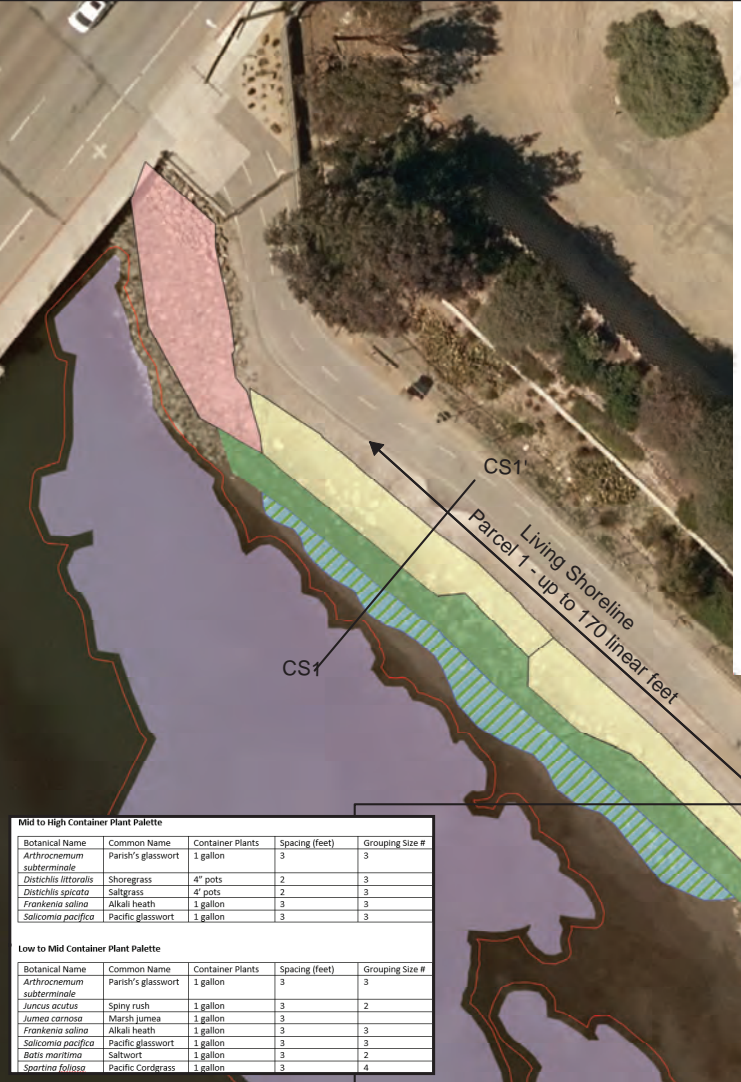 CS1'
Living Shoreline
Parcel 1 - up to 170 linear feet
CS1
Mid to High Container Plant Palette
Botanical Name Common Name Container Plants Spacing (feet) Grouping Size #
Arthrocnemum Parish's glasswort 1 gallon 3 3
subterminale
Distichlis littoralis Shoregrass 4" pots 2 3
Distichlis spicata Saltgrass 4' pots 2 3
Frankenia salina Alkali heath 1 gallon 3 3
Salicomia pacifica Pacific glasswort 1 gallon 3 3
Low to Mid Container Plant Palette
Botanical Name Common Name Container Plants Spacing (feet) Grouping Size #
Arthrocnemum Parish's glasswort 1 gallon 3 3
subterminale
Juncus acutus Spiny rush 1 gallon 3 2
Jumea carnosa Marsh jumea 1 gallon 3
Frankenia salina Alkali heath 1 gallon 3 3
Salicomia pacifica Pacific glasswort 1 gallon 3 3
Batis maritima Saltwort 1 gallon 3 2
Spartina foliosa Pacific Cordgrass 1 gallon 3 4